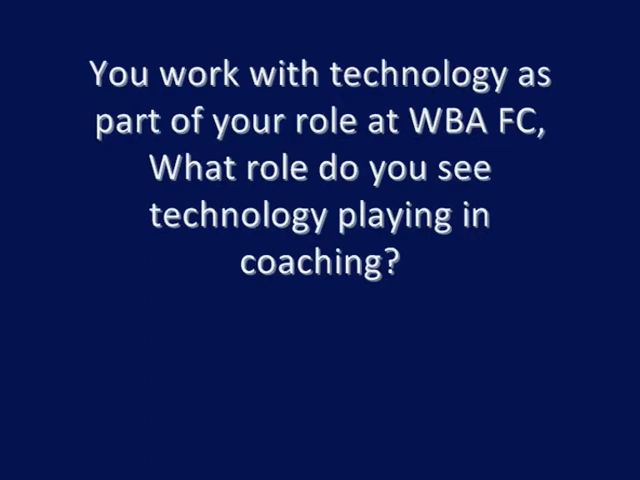 You work with technology as
part of your role at WBA FC,
What role do you see
technology playing in
coaching?